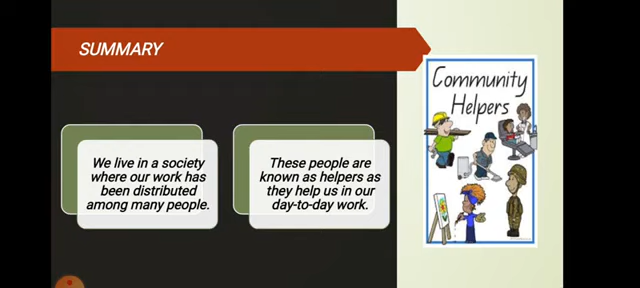 SUMMARY
We live in a society
where our work has
been distributed
among many people.
These people are
known as helpers as
they help us in our
day-to-day work.
Community
Helpers